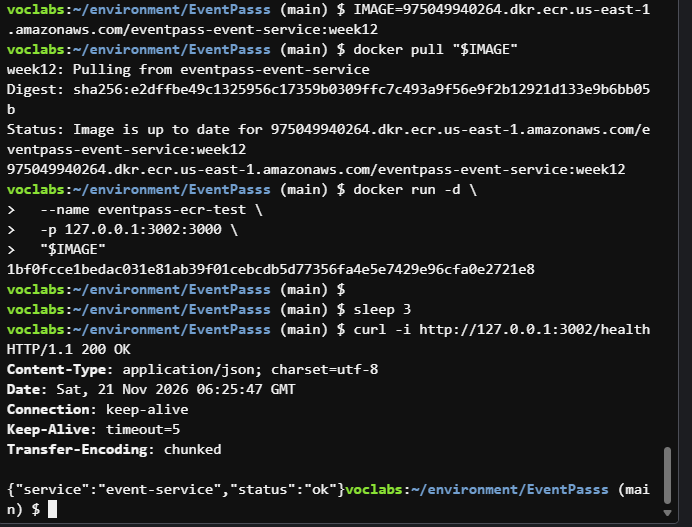 voclabs:~/environment/EventPasss (main) $ IMAGE=975049940264.dkr.ecr.us-east-1
.amazonaws.com/eventpass-event-service:week12
voclabs:~/environment/EventPasss (main) $ docker pull "$IMAGE"
week12: Pulling from eventpass-event-service
Digest: sha256:e2dffbe49c1325956c17359b0309ffc7c493a9f56e9f2b12921d133e9b6bb05
b
Status: Image is up to date for 975049940264.dkr.ecr.us-east-1.amazonaws.com/e
ventpass-event-service:week12
975049940264.dkr.ecr.us-east-1.amazonaws.com/eventpass-event-service:week12
voclabs:~/environment/EventPasss (main) $ docker run -d \
>   --name eventpass-ecr-test \
>   -p 127.0.0.1:3002:3000 \
>   "$IMAGE"
1bf0fcce1bedac031e81ab39f01cebcdb5d77356fa4e5e7429e96cfa0e2721e8
voclabs:~/environment/EventPasss (main) $
voclabs:~/environment/EventPasss (main) $ sleep 3
voclabs:~/environment/EventPasss (main) $ curl -i http://127.0.0.1:3002/health
HTTP/1.1 200 OK
Content-Type: application/json; charset=utf-8
Date: Sat, 21 Nov 2026 06:25:47 GMT
Connection: keep-alive
Keep-Alive: timeout=5
Transfer-Encoding: chunked

{"service":"event-service","status":"ok"}voclabs:~/environment/EventPasss (mai
n) $